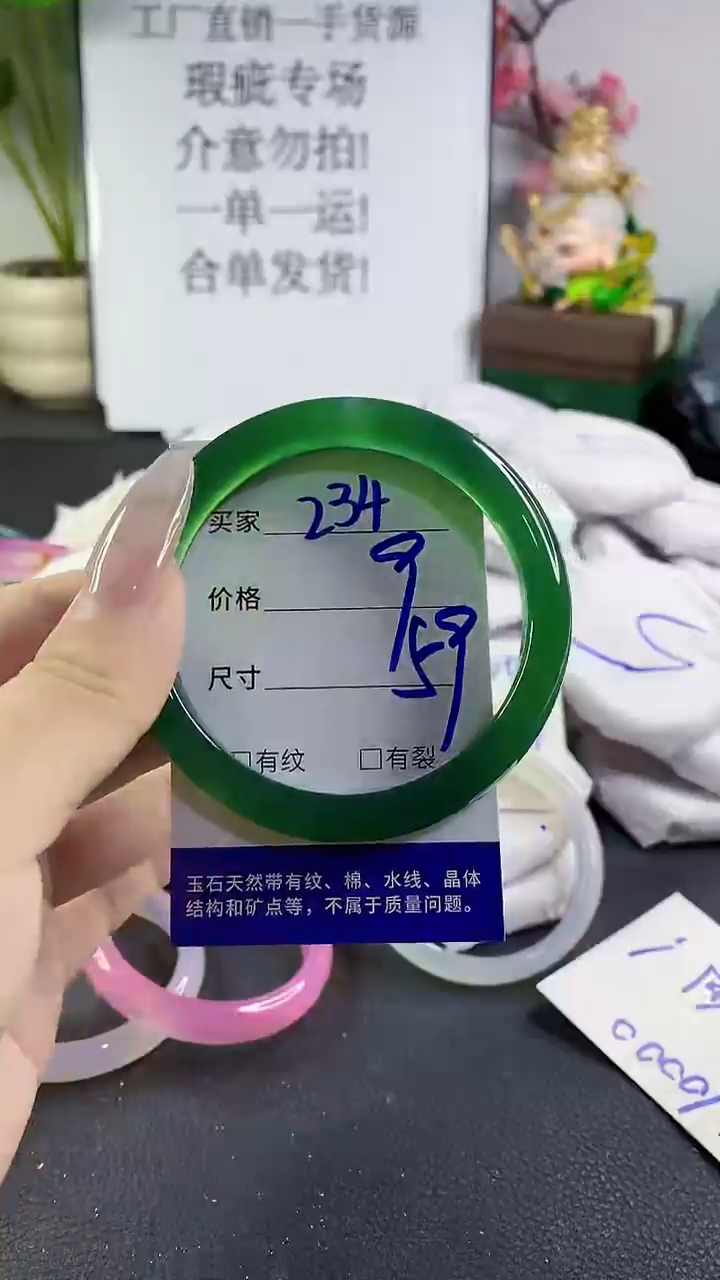 工厂直销一手货源
瑕疵专场
介意勿拍!
一单一运!
合单发货!
买家 234
价格 9
尺寸 59
□有纹 □有裂
玉石天然带有纹、棉、水线、晶体
结构和矿点等，不属于质量问题。